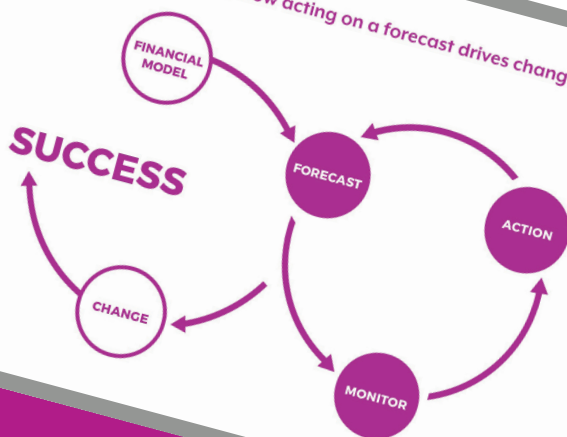 acting on a forecast drives
FINANCIAL
MODEL
SUCCESS
FORECAST
ACTION
CHANGE
MONITOR